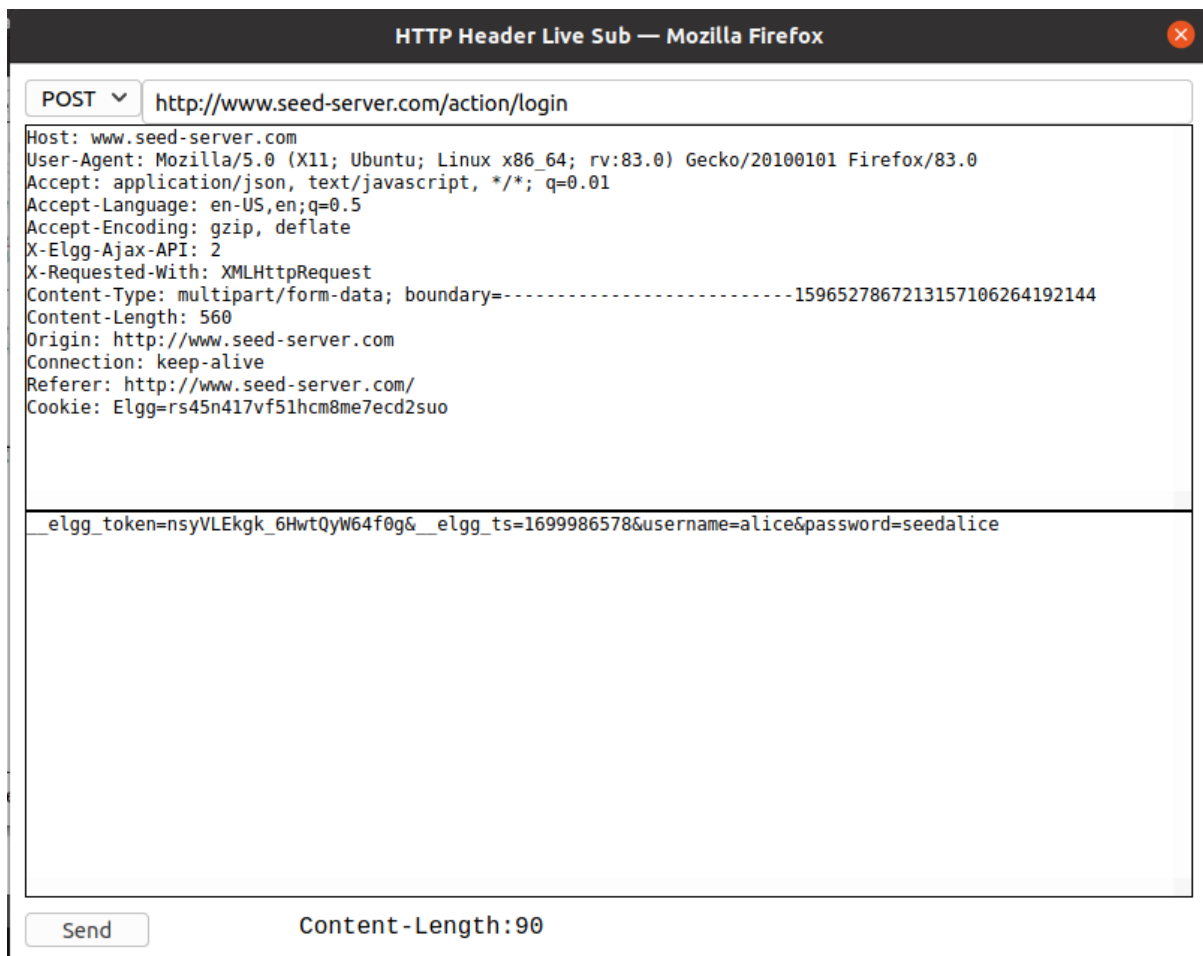 HTTP Header Live Sub — Mozilla Firefox
POST http://www.seed-server.com/action/login
Host: www.seed-server.com
User-Agent: Mozilla/5.0 (X11; Ubuntu; Linux x86_64; rv:83.0) Gecko/20100101 Firefox/83.0
Accept: application/json, text/javascript, */*; q=0.01
Accept-Language: en-US,en;q=0.5
Accept-Encoding: gzip, deflate
X-Elgg-Ajax-API: 2
X-Requested-With: XMLHttpRequest
Content-Type: multipart/form-data; boundary=---------------------------1596527867213157106264192144
Content-Length: 560
Origin: http://www.seed-server.com
Connection: keep-alive
Referer: http://www.seed-server.com/
Cookie: Elgg=rs45n417vf51hcm8me7ecd2suo
__elgg_token=nsyVLEkgk_6HwtQyW64f0g&__elgg_ts=1699986578&username=alice&password=seedalice
Send Content-Length:90